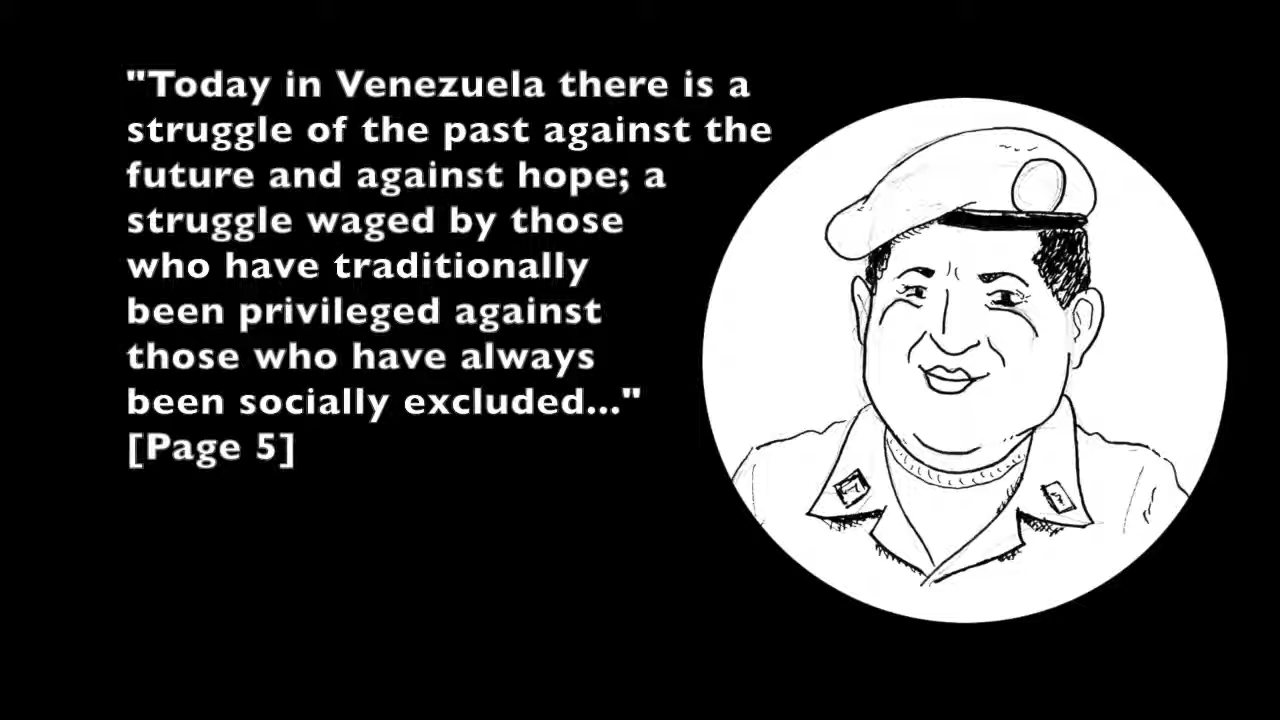 "Today in Venezuela there is a
struggle of the past against the
future and against hope; a
struggle waged by those
who have traditionally
been privileged against
those who have always
been socially excluded..."
[Page 5]